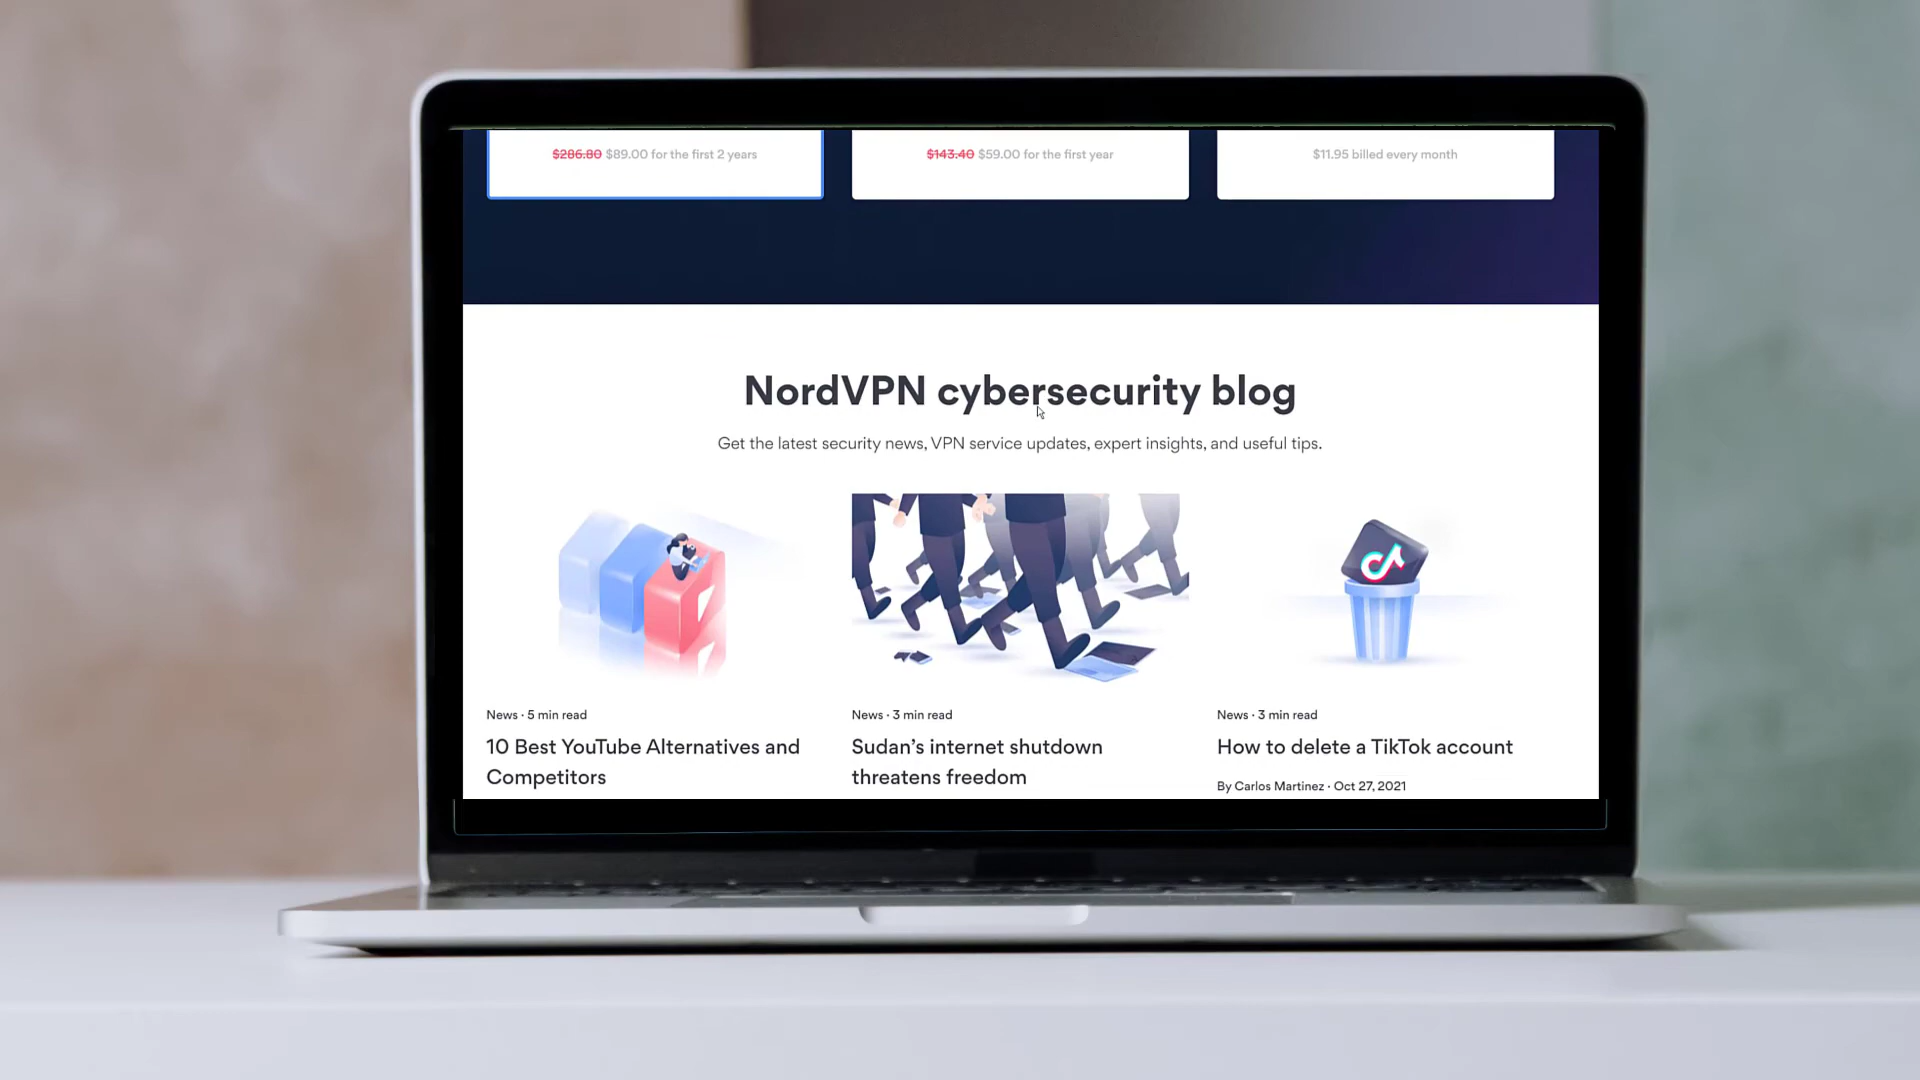 $286.80 $89.00 for the first 2 years
$143.40 $59.00 for the first year
$11.95 billed every month
NordVPN cybersecurity blog
Get the latest security news, VPN service updates, expert insights, and useful tips.
News · 5 min read
10 Best YouTube Alternatives and
Competitors
News · 3 min read
Sudan’s internet shutdown
threatens freedom
News · 3 min read
How to delete a TikTok account
By Carlos Martinez · Oct 27, 2021